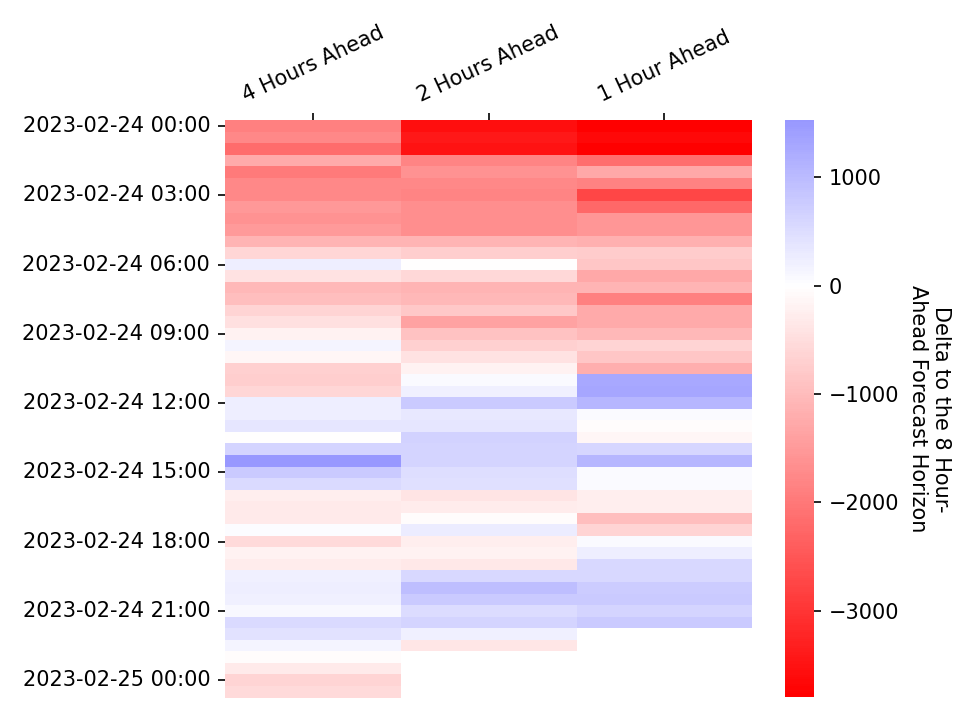 4 Hours Ahead
2 Hours Ahead
1 Hour Ahead
2023-02-24 00:00
2023-02-24 03:00
2023-02-24 06:00
2023-02-24 09:00
2023-02-24 12:00
2023-02-24 15:00
2023-02-24 18:00
2023-02-24 21:00
2023-02-25 00:00
1000
0
−1000
−2000
−3000
Delta to the 8 Hour-
Ahead Forecast Horizon